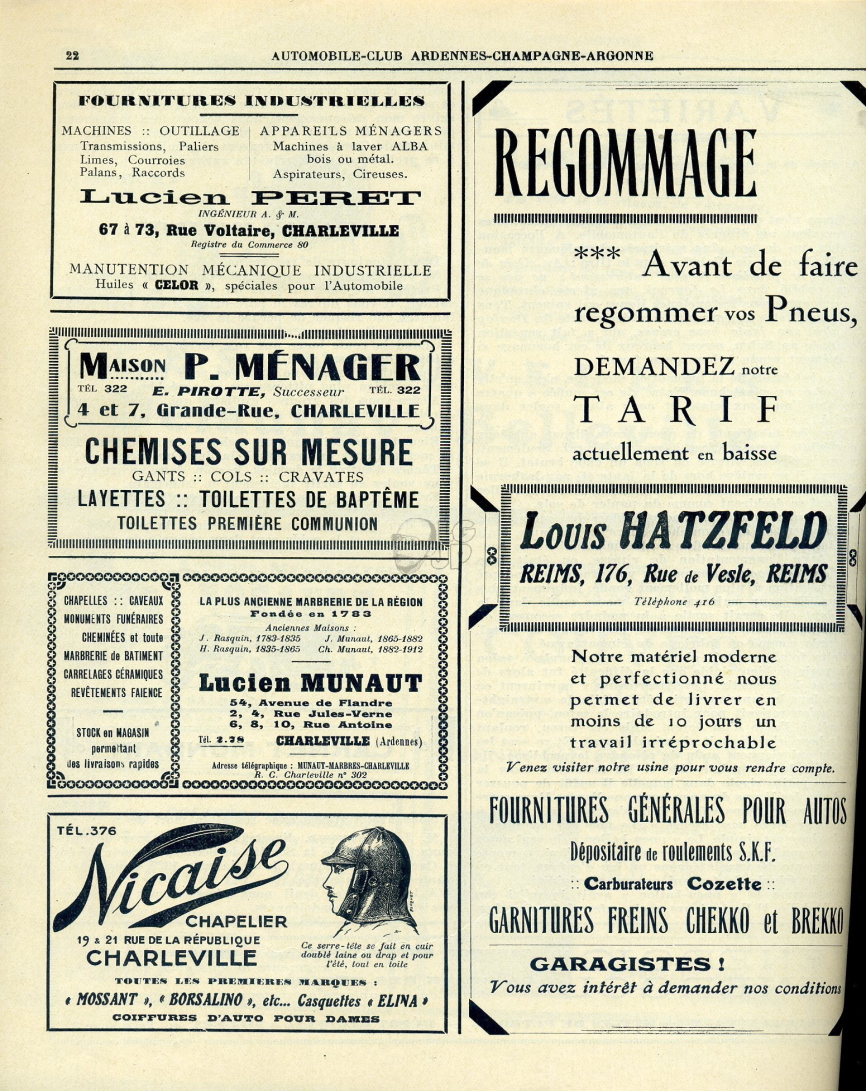 22
AUTOMOBILE-CLUB ARDENNES-CHAMPAGNE-ARGONNE
FOURNITURES INDUSTRIELLES
MACHINES :: OUTILLAGE
Transmissions, Paliers
Limes, Courroies
Palans, Raccords
APPAREILS MÉNAGERS
Machines à laver ALBA
bois ou métal.
Aspirateurs, Cireuses.
Lucien PERET
INGÉNIEUR A. & M.
67 à 73, Rue Voltaire, CHARLEVILLE
Registre du Commerce 80
MANUTENTION MÉCANIQUE INDUSTRIELLE
Huiles « CELOR », spéciales pour l'Automobile
MAISON P. MÉNAGER
TÉL 322 E. PIROTTE, Successeur TÉL. 322
4 et 7, Grande-Rue, CHARLEVILLE
CHEMISES SUR MESURE
GANTS :: COLS :: CRAVATES
LAYETTES :: TOILETTES DE BAPTÊME
TOILETTES PREMIÈRE COMMUNION
CHAPELLES :: CAVEAUX
MONUMENTS FUNÉRAIRES
CHEMINÉES et toute
MARBRERIE de BATIMENT
CARRELAGES CÉRAMIQUES
REVÊTEMENTS FAIENCE
STOCK en MAGASIN
permettant
des livraisons rapides
LA PLUS ANCIENNE MARBRERIE DE LA RÉGION
Fondée en 1783
Anciennes Maisons :
J. Rasquin, 1783-1835 J. Munaut, 1865-1882
H. Rasquin, 1835-1865 Ch. Munaut, 1882-1912
Lucien MUNAUT
54, Avenue de Flandre
2, 4, Rue Jules-Verne
6, 8, 10, Rue Antoine
Tél. 2.28 CHARLEVILLE (Ardennes)
Adresse télégraphique : MUNAUT-MARBRES-CHARLEVILLE
R. C. Charleville n° 302
TÉL.376
Nicaise
CHAPELIER
19 & 21 RUE DE LA RÉPUBLIQUE
CHARLEVILLE
Ce serre-tête se fait en cuir
doublé laine ou drap et pour
l'été, tout en toile
TOUTES LES PREMIERES MARQUES :
« MOSSANT », « BORSALINO », etc... Casquettes « ELINA »
COIFFURES D'AUTO POUR DAMES
REGOMMAGE
*** Avant de faire
regommer vos Pneus,
DEMANDEZ notre
TARIF
actuellement en baisse
Louis HATZFELD
REIMS, 176, Rue de Vesle, REIMS
Téléphone 416
Notre matériel moderne
et perfectionné nous
permet de livrer en
moins de 10 jours un
travail irréprochable
Venez visiter notre usine pour vous rendre compte.
FOURNITURES GÉNÉRALES POUR AUTOS
Dépositaire de roulements S.K.F.
:: Carburateurs Cozette ::
GARNITURES FREINS CHEKKO et BREKKO
GARAGISTES !
Vous avez intérêt à demander nos conditions